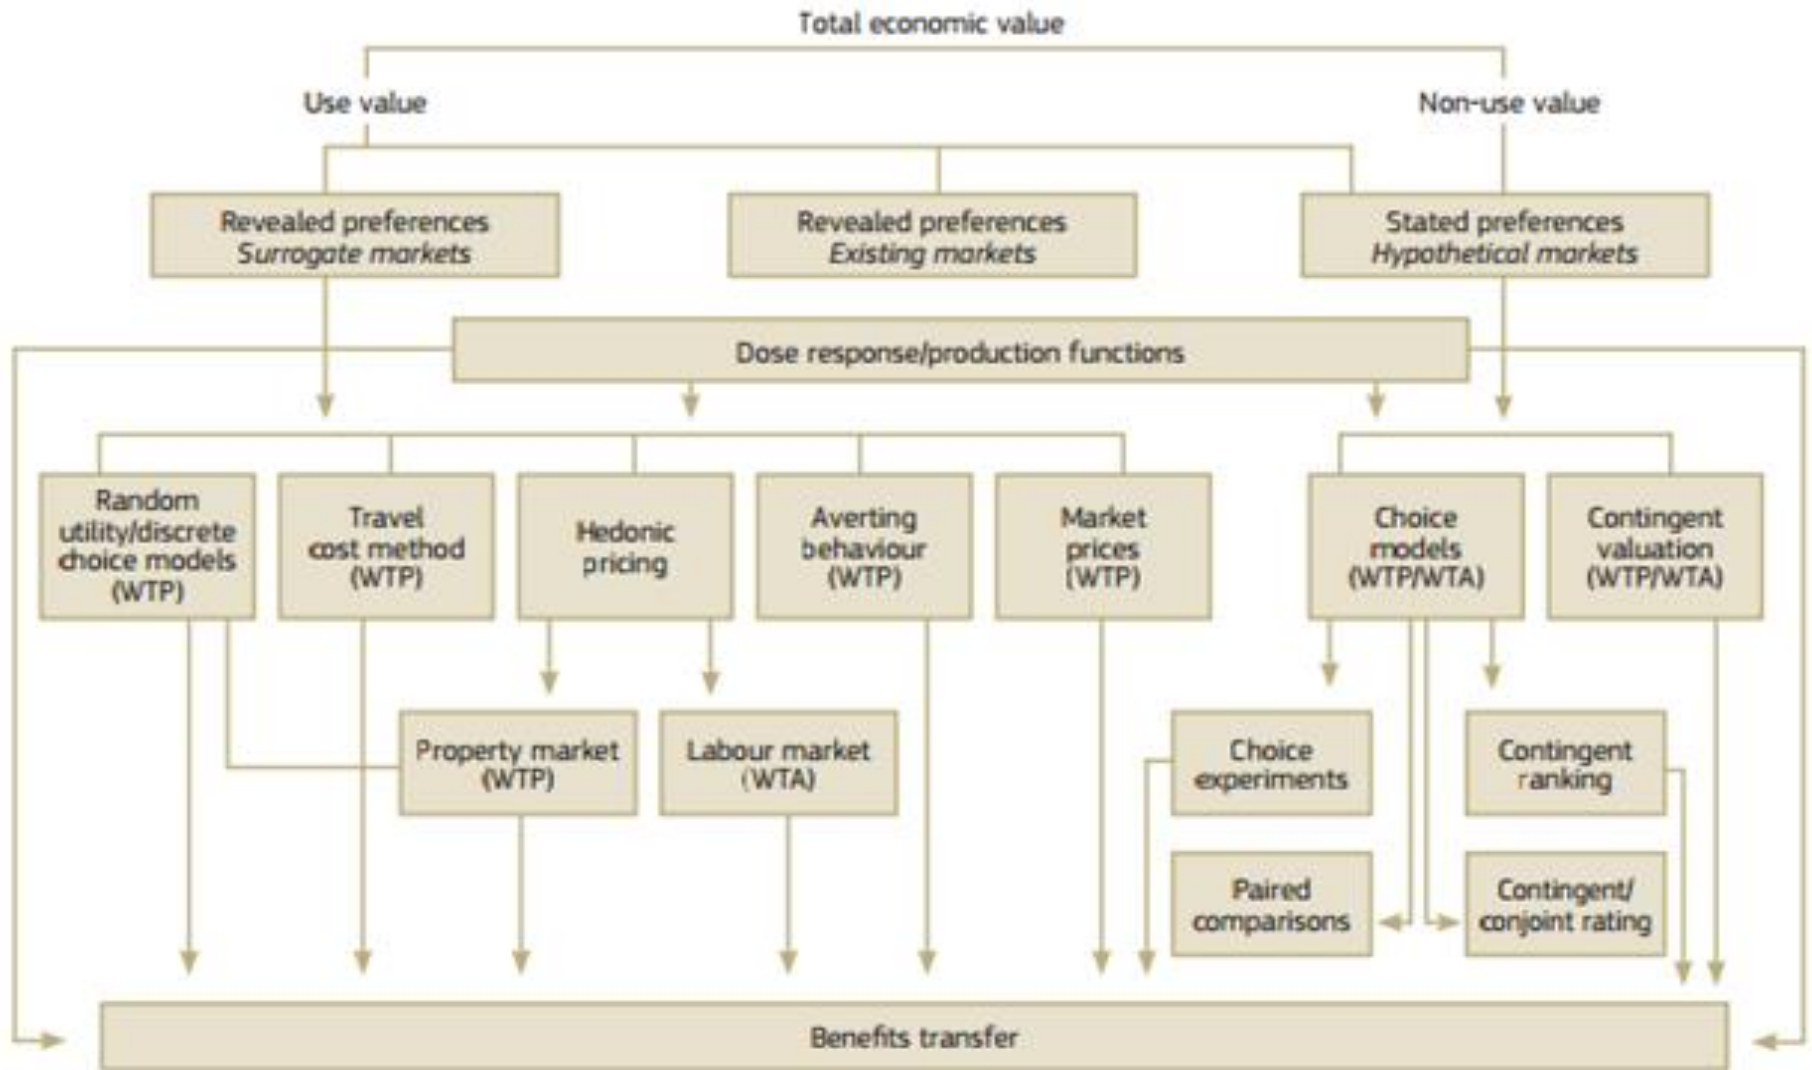 Total economic value
Use value
Non-use value
Revealed preferences
Surrogate markets
Revealed preferences
Existing markets
Stated preferences
Hypothetical markets
Dose response/production functions
Random
utility/discrete
choice models
(WTP)
Travel
cost method
(WTP)
Hedonic
pricing
Averting
behaviour
(WTP)
Market
prices
(WTP)
Choice
models
(WTP/WTA)
Contingent
valuation
(WTP/WTA)
Property market
(WTP)
Labour market
(WTA)
Choice
experiments
Contingent
ranking
Paired
comparisons
Contingent/
conjoint rating
Benefits transfer